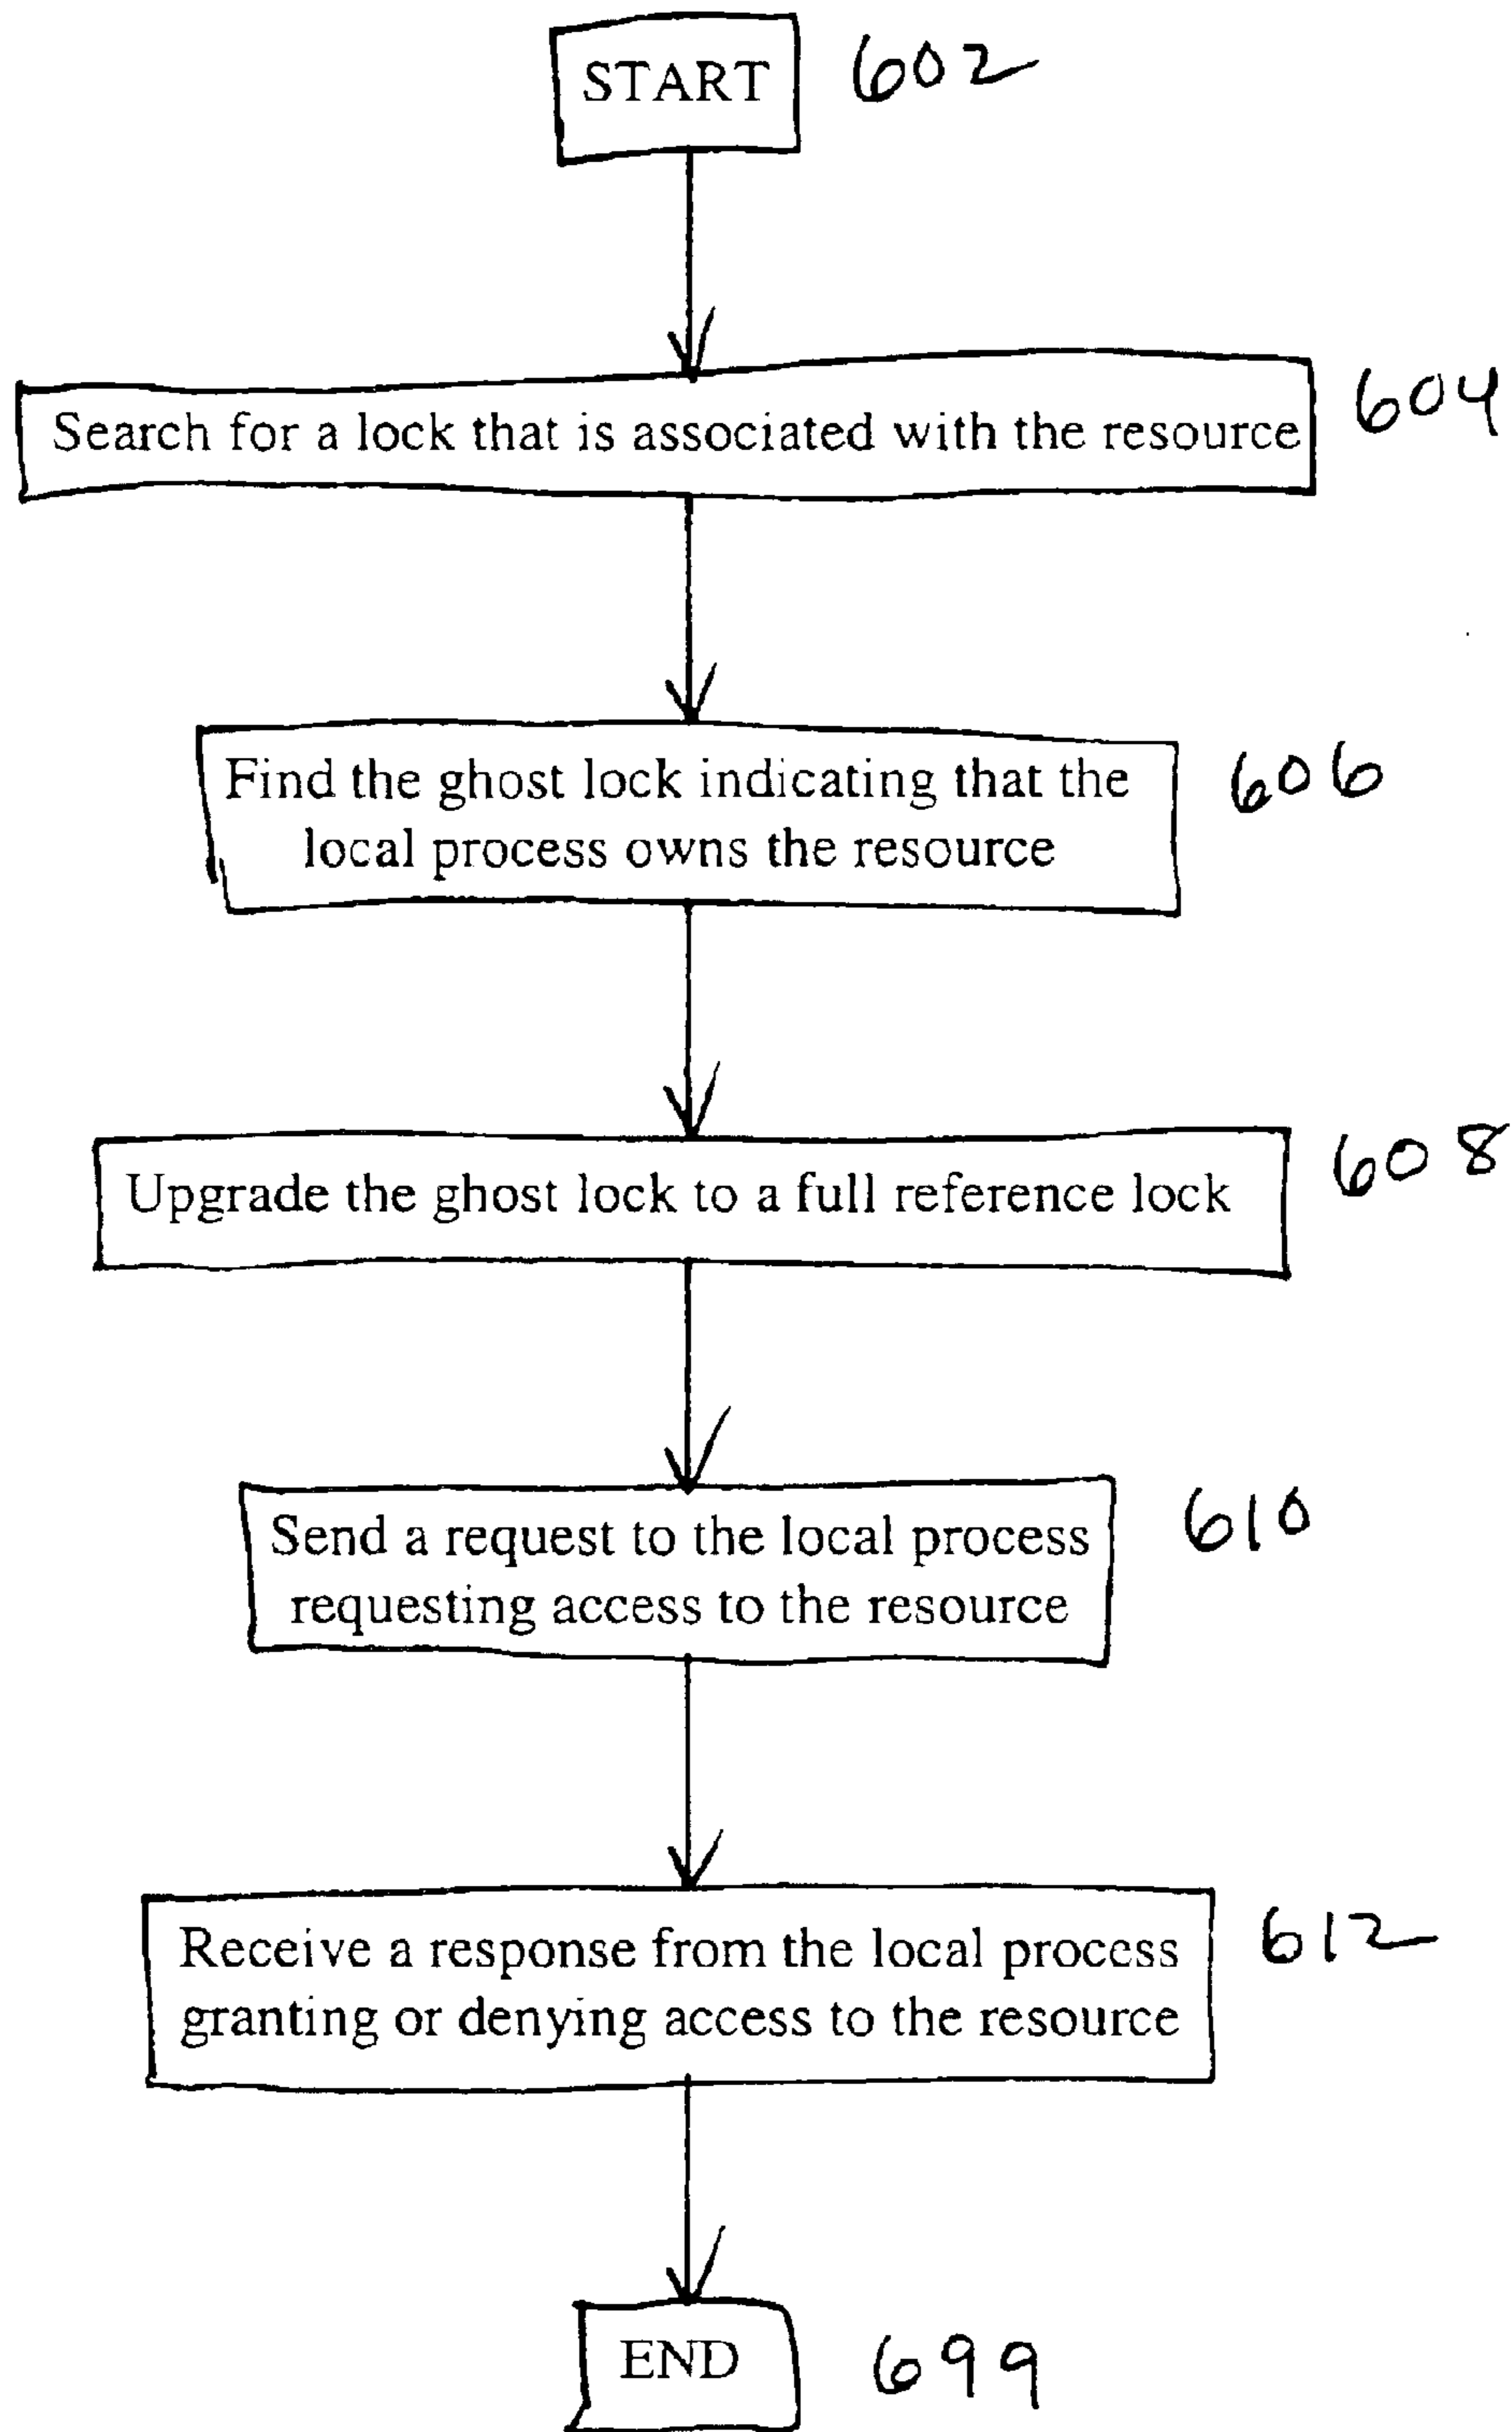 START 602
Search for a lock that is associated with the resource 604
Find the ghost lock indicating that the 606
local process owns the resource
Upgrade the ghost lock to a full reference lock 608
Send a request to the local process 610
requesting access to the resource
Receive a response from the local process 612
granting or denying access to the resource
END 699